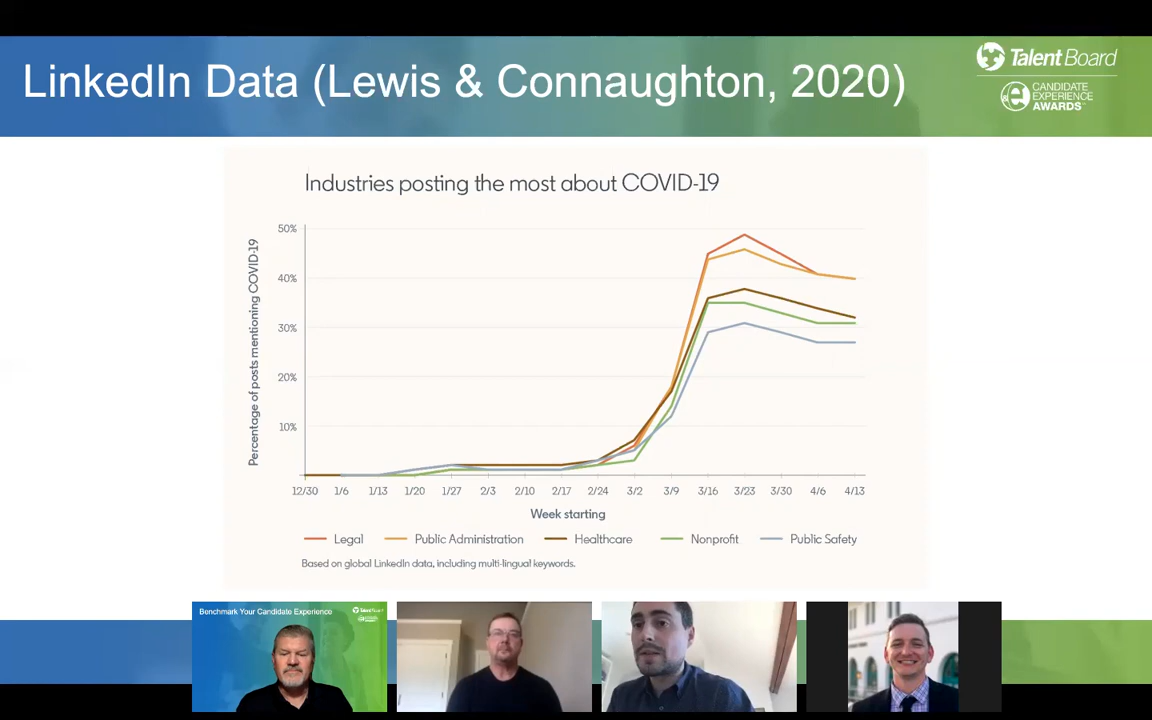 LinkedIn Data (Lewis & Connaughton, 2020)
TalentBoard
CANDIDATE
EXPERIENCE
AWARDS
Industries posting the most about COVID-19
Percentage of posts mentioning COVID-19
50%
40%
30%
20%
10%
12/30 1/6 1/13 1/20 1/27 2/3 2/10 2/17 2/24 3/2 3/9 3/16 3/23 3/30 4/6 4/13
Week starting
Legal Public Administration Healthcare Nonprofit Public Safety
Based on global LinkedIn data, including multi-lingual keywords.
Benchmark Your Candidate Experience
TalentBoard